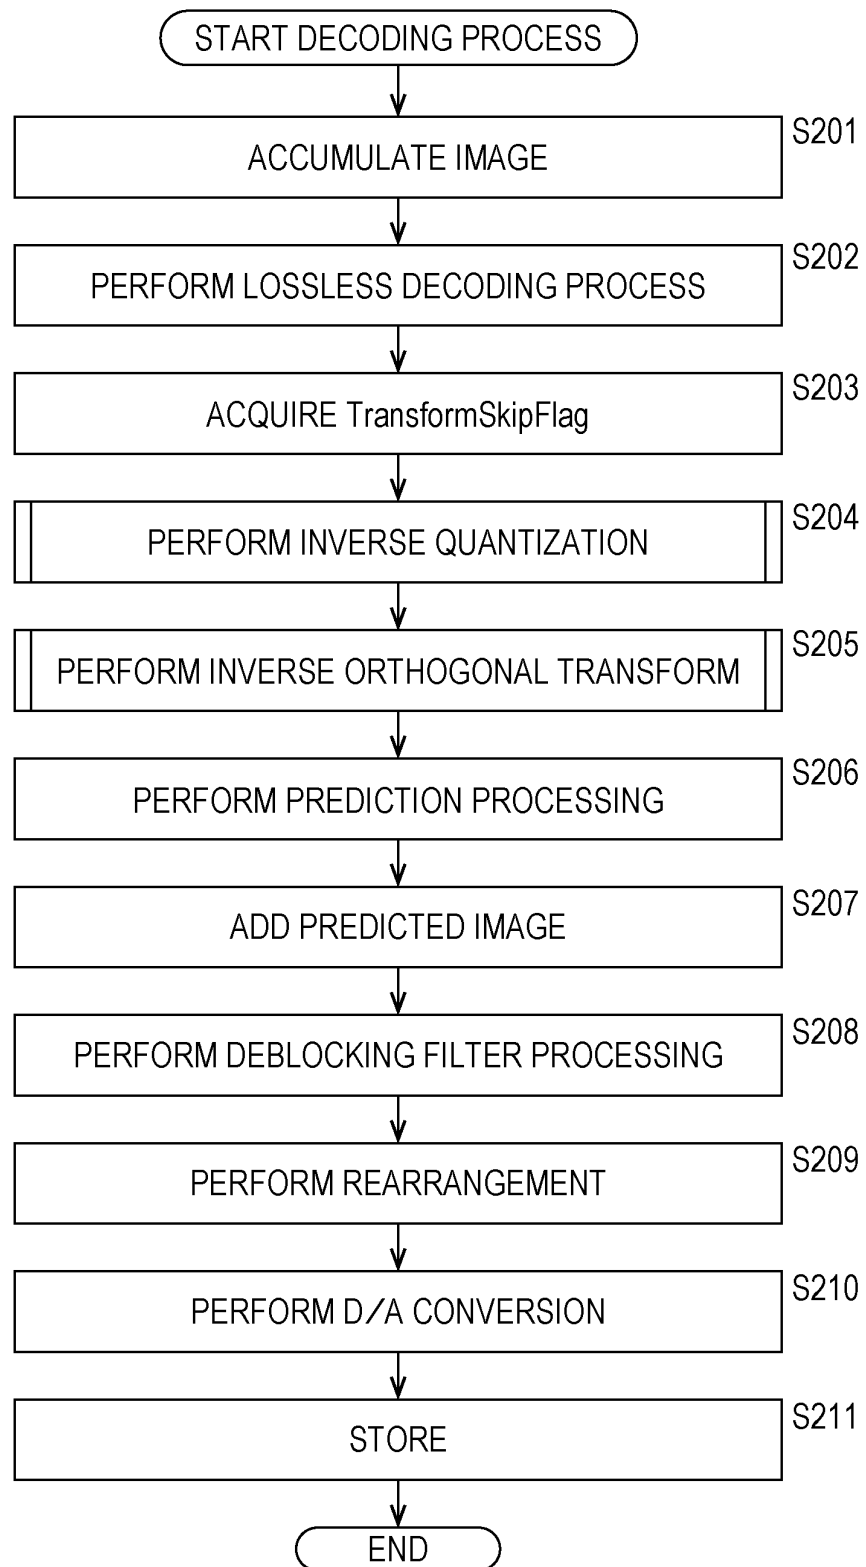 START DECODING PROCESS
S201
ACCUMULATE IMAGE
S202
PERFORM LOSSLESS DECODING PROCESS
S203
ACQUIRE TransformSkipFlag
S204
PERFORM INVERSE QUANTIZATION
S205
PERFORM INVERSE ORTHOGONAL TRANSFORM
S206
PERFORM PREDICTION PROCESSING
S207
ADD PREDICTED IMAGE
S208
PERFORM DEBLOCKING FILTER PROCESSING
S209
PERFORM REARRANGEMENT
S210
PERFORM D/A CONVERSION
S211
STORE
END